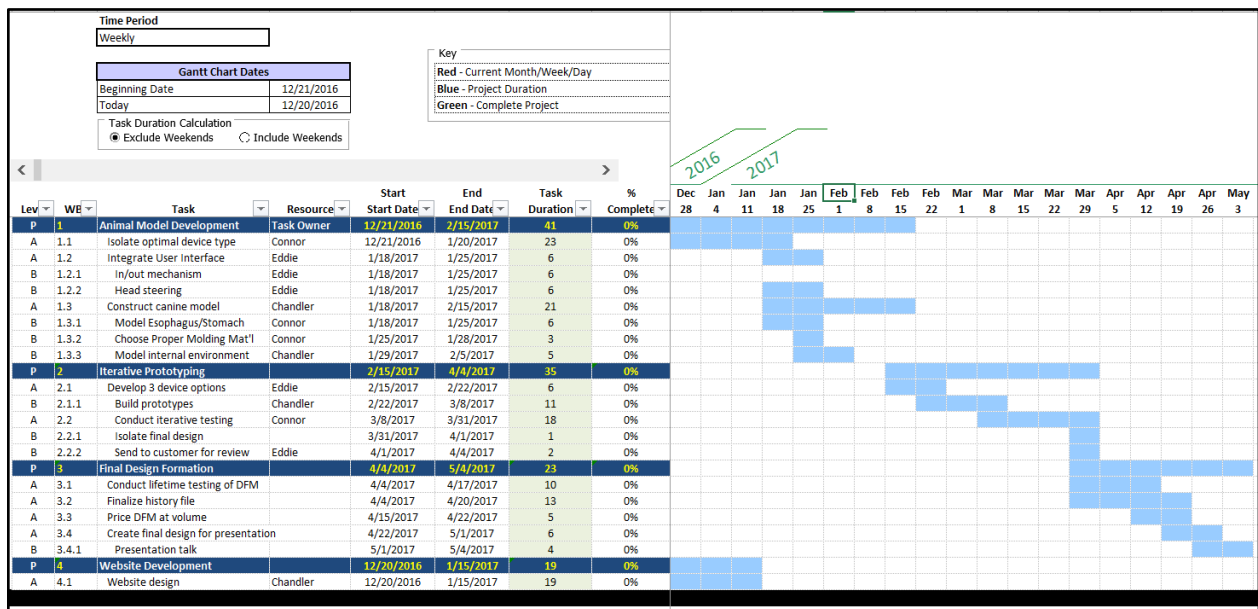 Time Period
Weekly
Key
Gantt Chart Dates
Red - Current Month/Week/Day
Beginning Date 12/21/2016
Blue - Project Duration
Today 12/20/2016
Green - Complete Project
Task Duration Calculation
Exclude Weekends Include Weekends
2016 2017
Start End Task % Dec Jan Jan Jan Jan Feb Feb Feb Feb Mar Mar Mar Mar Mar Apr Apr Apr Apr May
Lev WB Task Resource Start Date End Date Duration Complete 28 4 11 18 25 1 8 15 22 1 8 15 22 29 5 12 19 26 3
P 1 Animal Model Development Task Owner 12/21/2016 2/15/2017 41 0%
A 1.1 Isolate optimal device type Connor 12/21/2016 1/20/2017 23 0%
A 1.2 Integrate User Interface Eddie 1/18/2017 1/25/2017 6 0%
B 1.2.1 In/out mechanism Eddie 1/18/2017 1/25/2017 6 0%
B 1.2.2 Head steering Eddie 1/18/2017 1/25/2017 6 0%
A 1.3 Construct canine model Chandler 1/18/2017 2/15/2017 21 0%
B 1.3.1 Model Esophagus/Stomach Connor 1/18/2017 1/25/2017 6 0%
B 1.3.2 Choose Proper Molding Mat'l Connor 1/25/2017 1/28/2017 3 0%
B 1.3.3 Model internal environment Chandler 1/29/2017 2/5/2017 5 0%
P 2 Iterative Prototyping 2/15/2017 4/4/2017 35 0%
A 2.1 Develop 3 device options Eddie 2/15/2017 2/22/2017 6 0%
B 2.1.1 Build prototypes Chandler 2/22/2017 3/8/2017 11 0%
A 2.2 Conduct iterative testing Connor 3/8/2017 3/31/2017 18 0%
B 2.2.1 Isolate final design 3/31/2017 4/1/2017 1 0%
B 2.2.2 Send to customer for review Eddie 4/1/2017 4/4/2017 2 0%
P 3 Final Design Formation 4/4/2017 5/4/2017 23 0%
A 3.1 Conduct lifetime testing of DFM 4/4/2017 4/17/2017 10 0%
A 3.2 Finalize history file 4/4/2017 4/20/2017 13 0%
A 3.3 Price DFM at volume 4/15/2017 4/22/2017 5 0%
A 3.4 Create final design for presentation 4/22/2017 5/1/2017 6 0%
B 3.4.1 Presentation talk 5/1/2017 5/4/2017 4 0%
P 4 Website Development 12/20/2016 1/15/2017 19 0%
A 4.1 Website design Chandler 12/20/2016 1/15/2017 19 0%